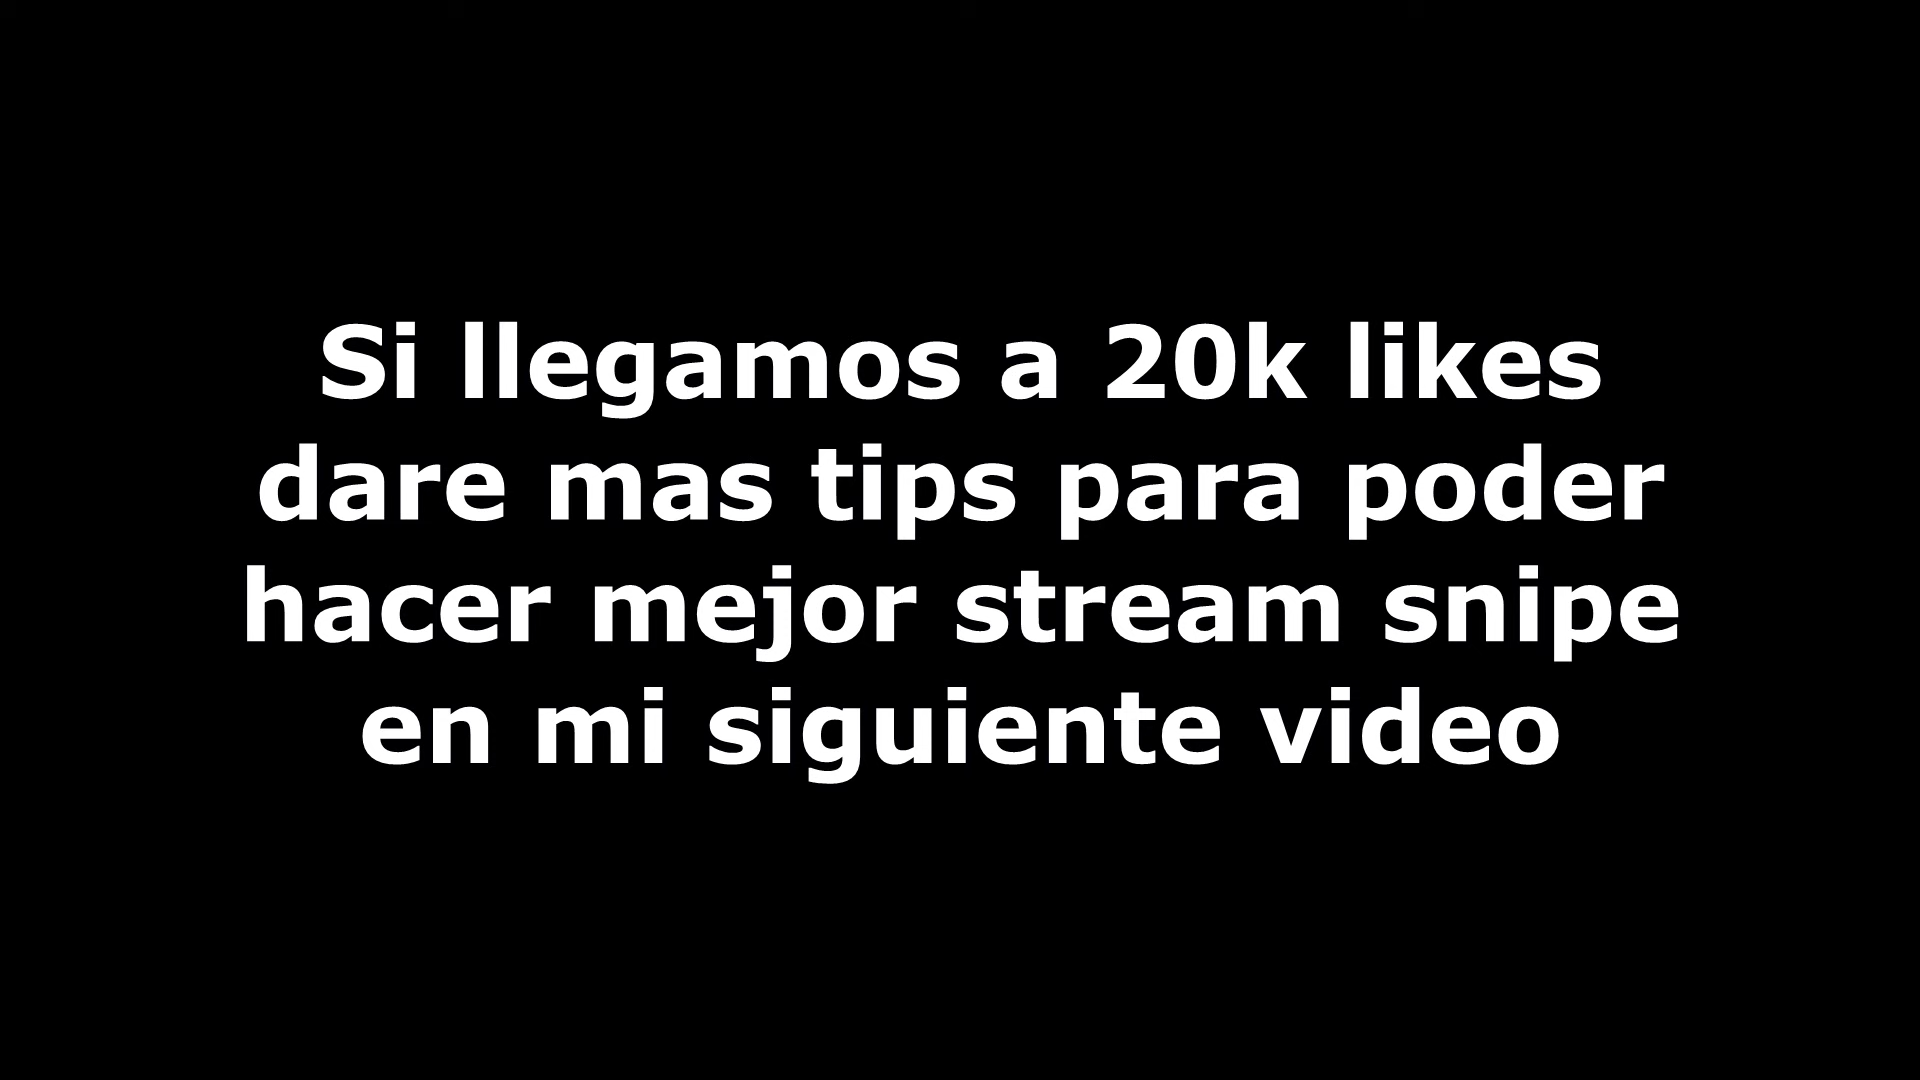 Si llegamos a 20k likes
dare mas tips para poder
hacer mejor stream snipe
en mi siguiente video